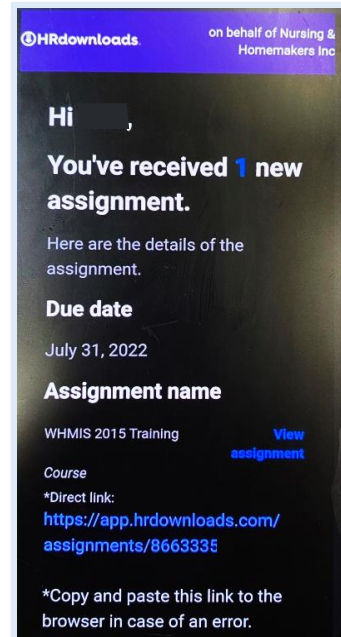 HRdownloads.
on behalf of Nursing &
Homemakers Inc
Hi ,
You've received 1 new
assignment.
Here are the details of the
assignment.
Due date
July 31, 2022
Assignment name
WHMIS 2015 Training
View
assignment
Course
*Direct link:
https://app.hrdownloads.com/
assignments/8663335
*Copy and paste this link to the
browser in case of an error.